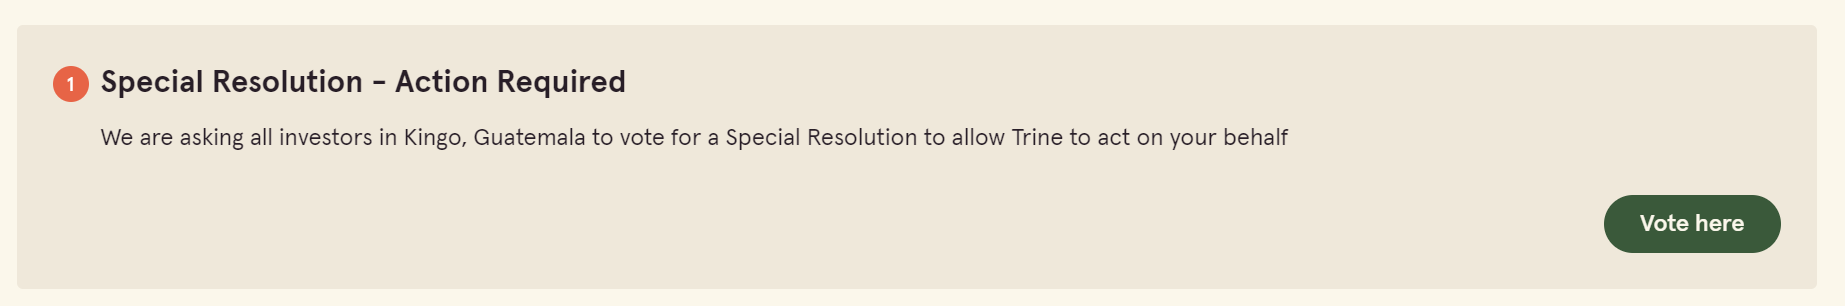 1 Special Resolution - Action Required
We are asking all investors in Kingo, Guatemala to vote for a Special Resolution to allow Trine to act on your behalf
Vote here